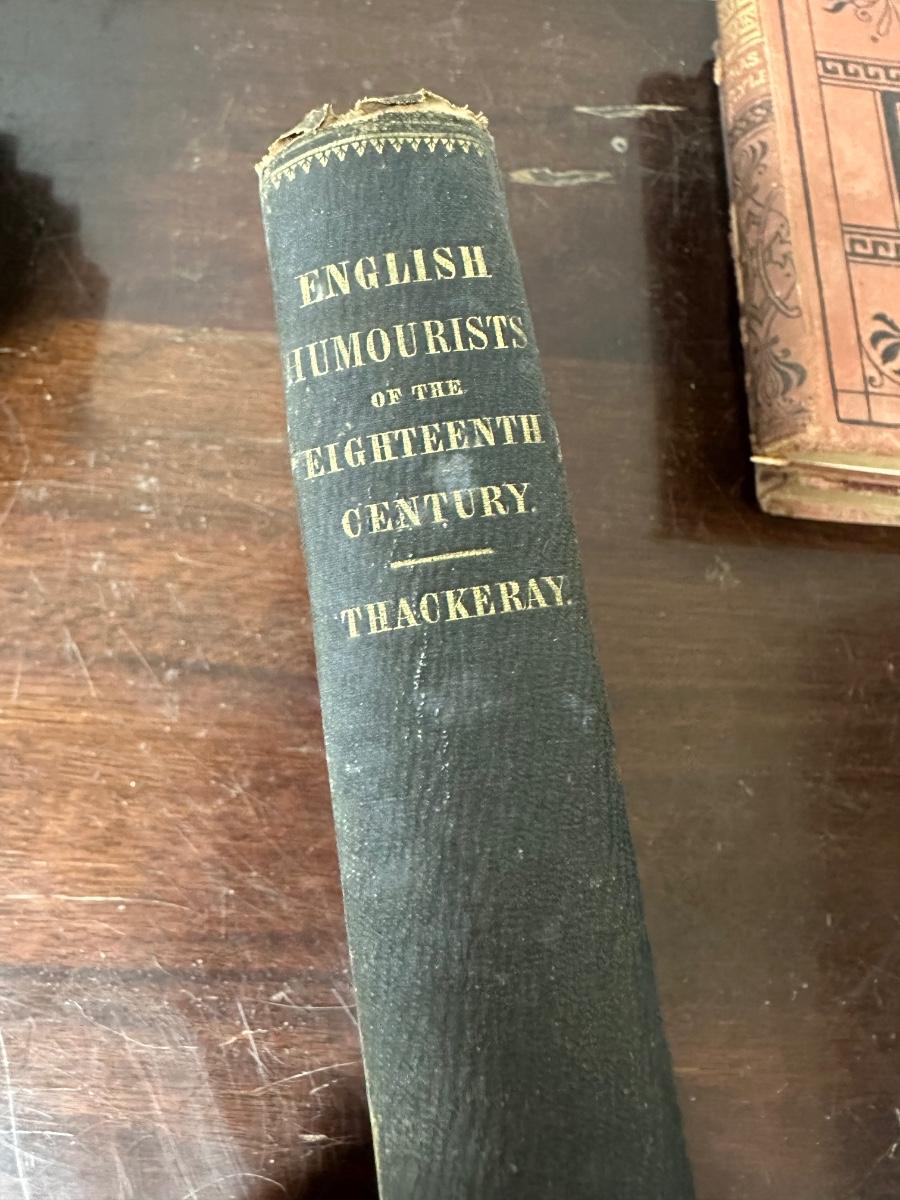 ENGLISH
HUMOURISTS
OF THE
EIGHTEENTH
CENTURY.
THACKERAY.